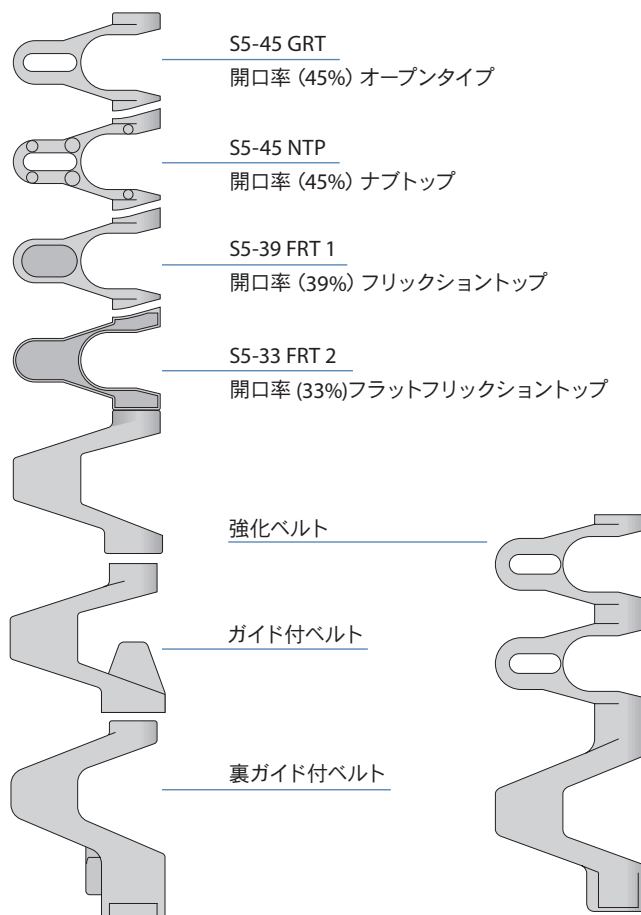 S5-45 GRT
開口率 (45%) オープンタイプ
S5-45 NTP
開口率 (45%) ナブトップ
S5-39 FRT 1
開口率 (39%) フリックショントップ
S5-33 FRT 2
開口率 (33%)フラットフリックショントップ
強化ベルト
ガイド付ベルト
裏ガイド付ベルト